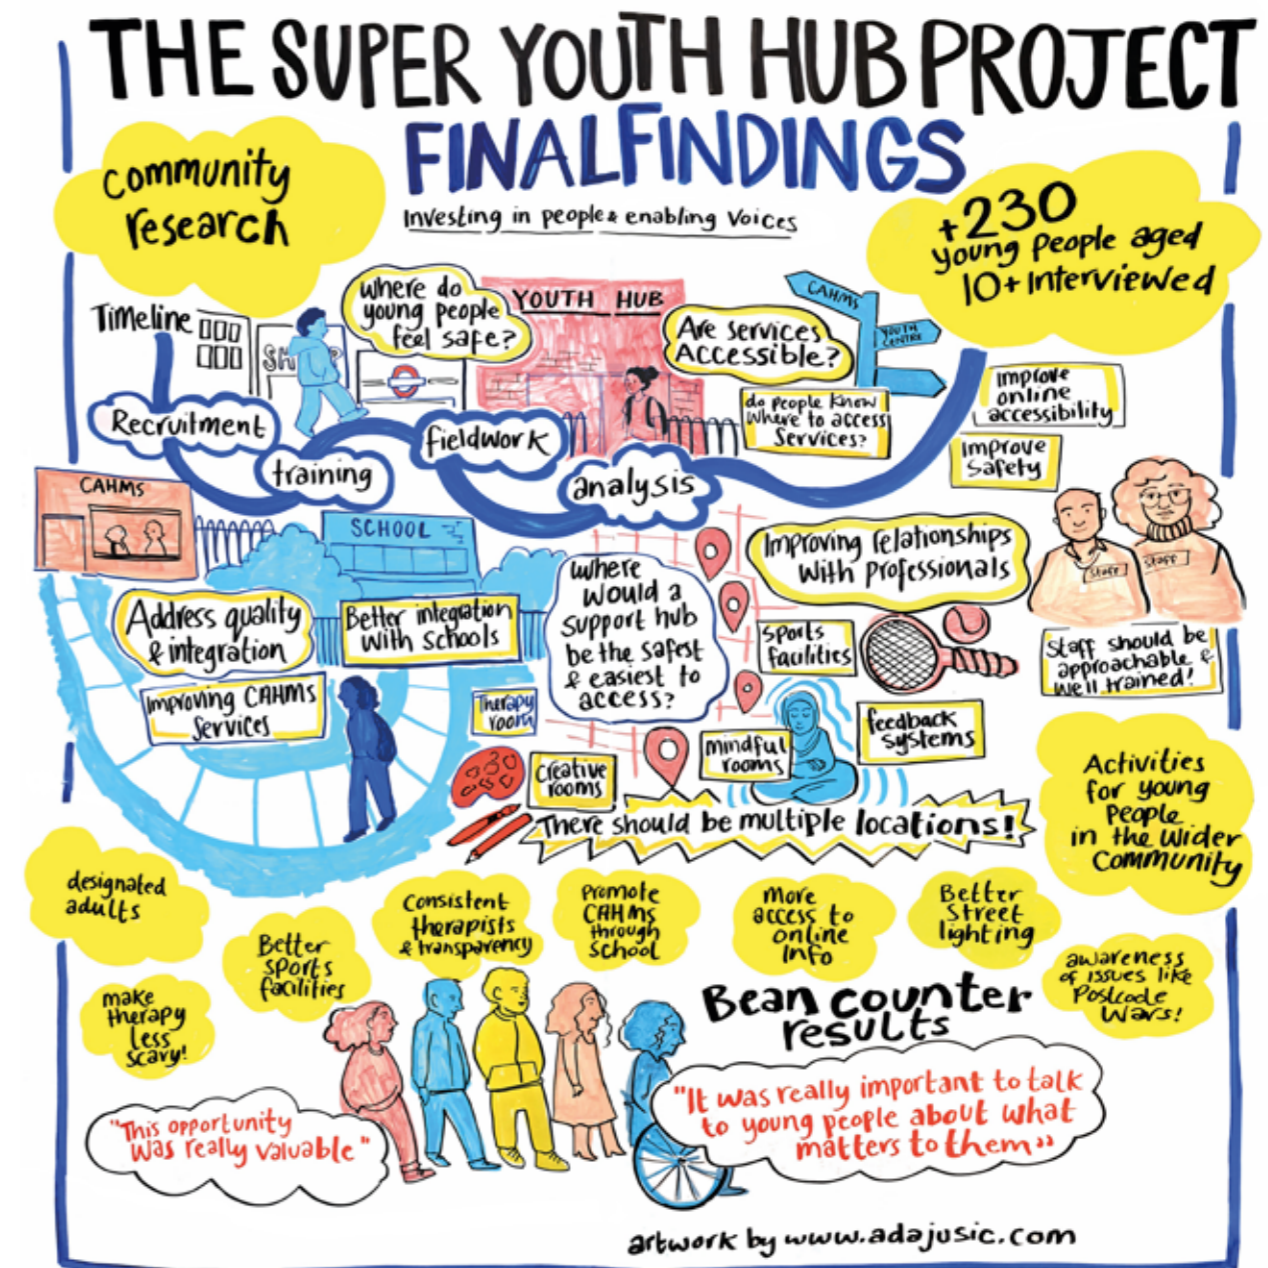 THE SUPER YOUTH HUB PROJECT
FINAL FINDINGS
Investing in people & enabling Voices
community
research
+230
young people aged
10+ Interviewed
Timeline
SH P
where do
young people
feel safe?
YOUTH HUB
Are services
Accessible?
CAHMS
YOUTH
CENTRE
do people know
where to access
Services?
improve
online
accessibility
improve
Safety
Recruitment
training
fieldwork
analysis
CAHMS
SCHOOL
Address quality
& integration
Better integration
with schools
improving CAHMS
Services
Therapy
room
where
would a
support hub
be the safest
& easiest to
access?
Improving relationships
with professionals
Staff
Staff
Sports
facilities
Staff should be
approachable &
well trained!
mindful
rooms
feedback
systems
creative
rooms
There should be multiple locations!
Activities
for young
people
in the wider
community
designated
adults
Better
sports
facilities
Consistent
therapists
& transparency
Promote
CAHMS
through
School
more
access to
online
info
Better
Street
lighting
awareness
of issues like
Postcode
Wars!
make
therapy
less
scary!
Bean counter
results
"This opportunity
was really valuable"
"It was really important to talk
to young people about what
matters to them"
artwork by www.adajusic.com